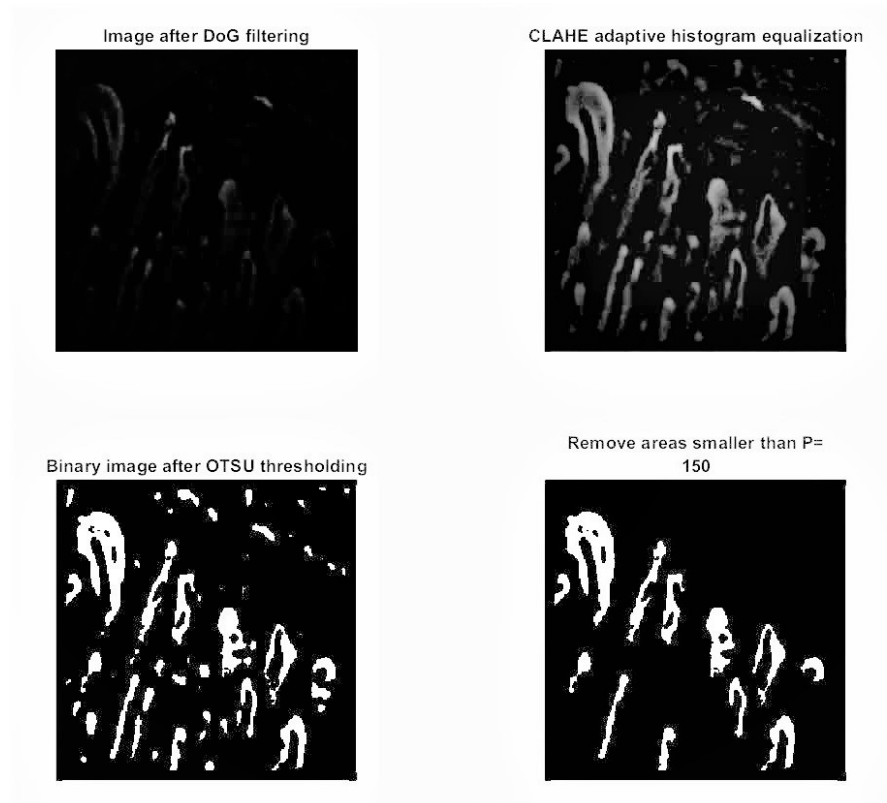 Image after DoG filtering
CLAHE adaptive histogram equalization
Binary image after OTSU thresholding
Remove areas smaller than P=
150